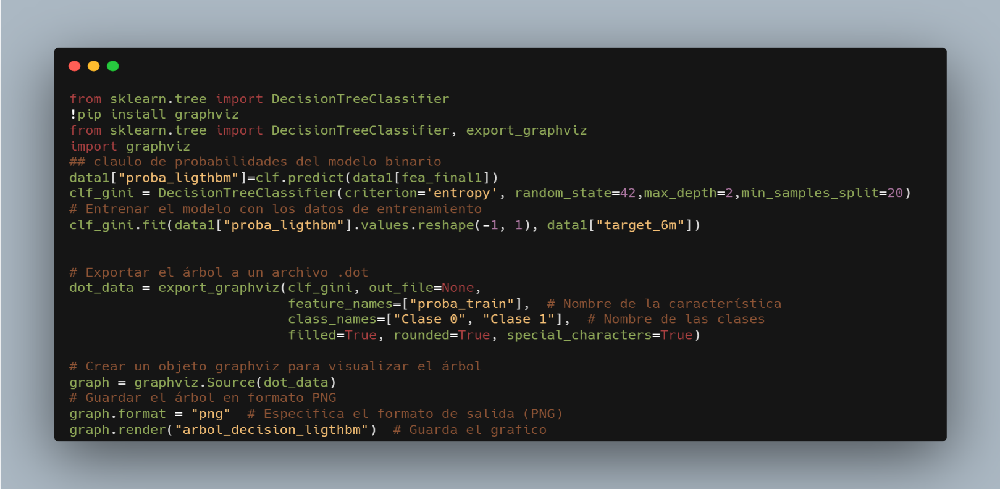 from sklearn.tree import DecisionTreeClassifier
!pip install graphviz
from sklearn.tree import DecisionTreeClassifier, export_graphviz
import graphviz
## claulo de probabilidades del modelo binario
data1["proba_ligthbm"]=clf.predict(data1[fea_final1])
clf_gini = DecisionTreeClassifier(criterion='entropy', random_state=42,max_depth=2,min_samples_split=20)
# Entrenar el modelo con los datos de entrenamiento
clf_gini.fit(data1["proba_ligthbm"].values.reshape(-1, 1), data1["target_6m"])
# Exportar el árbol a un archivo .dot
dot_data = export_graphviz(clf_gini, out_file=None,
feature_names=["proba_train"],  # Nombre de la característica
class_names=["Clase 0", "Clase 1"],  # Nombre de las clases
filled=True, rounded=True, special_characters=True)
# Crear un objeto graphviz para visualizar el árbol
graph = graphviz.Source(dot_data)
# Guardar el árbol en formato PNG
graph.format = "png"  # Especifica el formato de salida (PNG)
graph.render("arbol_decision_ligthbm")  # Guarda el grafico